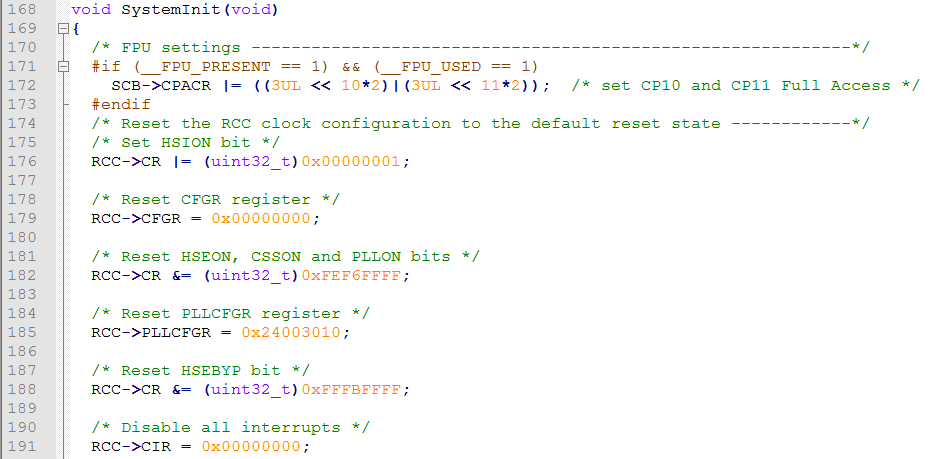 168 void SystemInit(void)
169 {
170 /* FPU settings ------------------------------------------------------------*/
171 #if (__FPU_PRESENT == 1) && (__FPU_USED == 1)
172 SCB->CPACR |= ((3UL << 10*2)|(3UL << 11*2)); /* set CP10 and CP11 Full Access */
173 #endif
174 /* Reset the RCC clock configuration to the default reset state ------------*/
175 /* Set HSION bit */
176 RCC->CR |= (uint32_t)0x00000001;
177
178 /* Reset CFGR register */
179 RCC->CFGR = 0x00000000;
180
181 /* Reset HSEON, CSSON and PLLON bits */
182 RCC->CR &= (uint32_t)0xFEF6FFFF;
183
184 /* Reset PLLCFGR register */
185 RCC->PLLCFGR = 0x24003010;
186
187 /* Reset HSEBYP bit */
188 RCC->CR &= (uint32_t)0xFFFBFFFF;
189
190 /* Disable all interrupts */
191 RCC->CIR = 0x00000000;